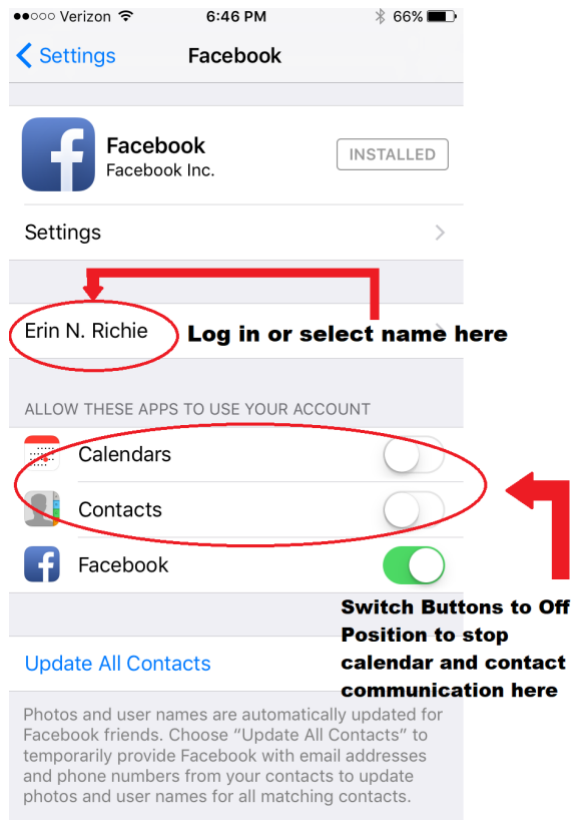 Verizon 6:46 PM 66%
Settings Facebook
Facebook
Facebook Inc.
INSTALLED
Settings
Erin N. Richie
Log in or select name here
ALLOW THESE APPS TO USE YOUR ACCOUNT
Calendars
Contacts
Facebook
Switch Buttons to Off
Position to stop
calendar and contact
communication here
Update All Contacts
Photos and user names are automatically updated for
Facebook friends. Choose “Update All Contacts” to
temporarily provide Facebook with email addresses
and phone numbers from your contacts to update
photos and user names for all matching contacts.